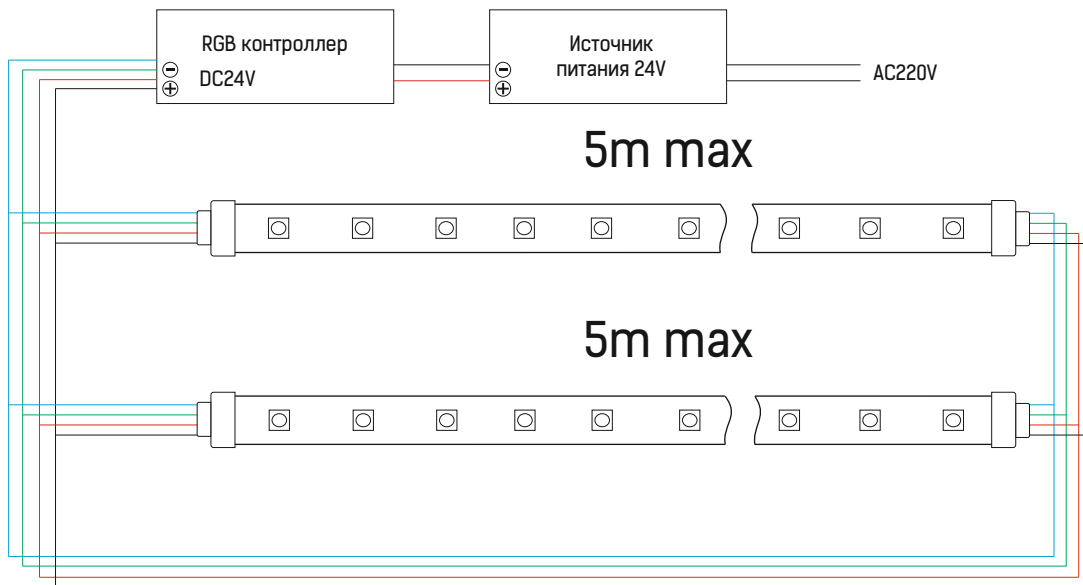 RGB контроллер
DC24V
Источник
питания 24V
AC220V
5m max
5m max